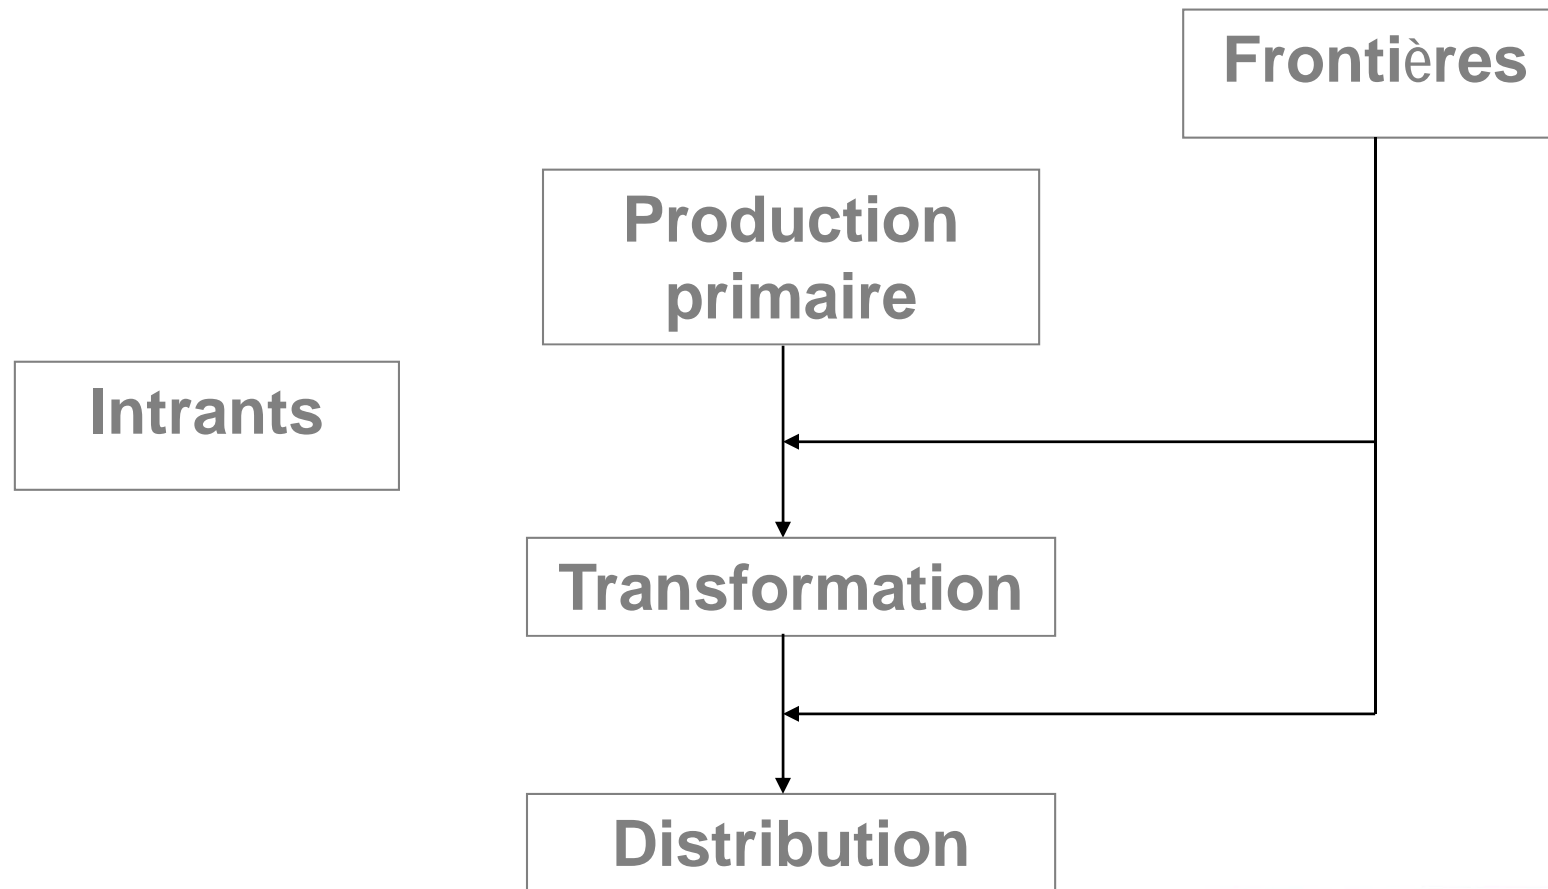 Frontières
Production
primaire
Intrants
Transformation
Distribution